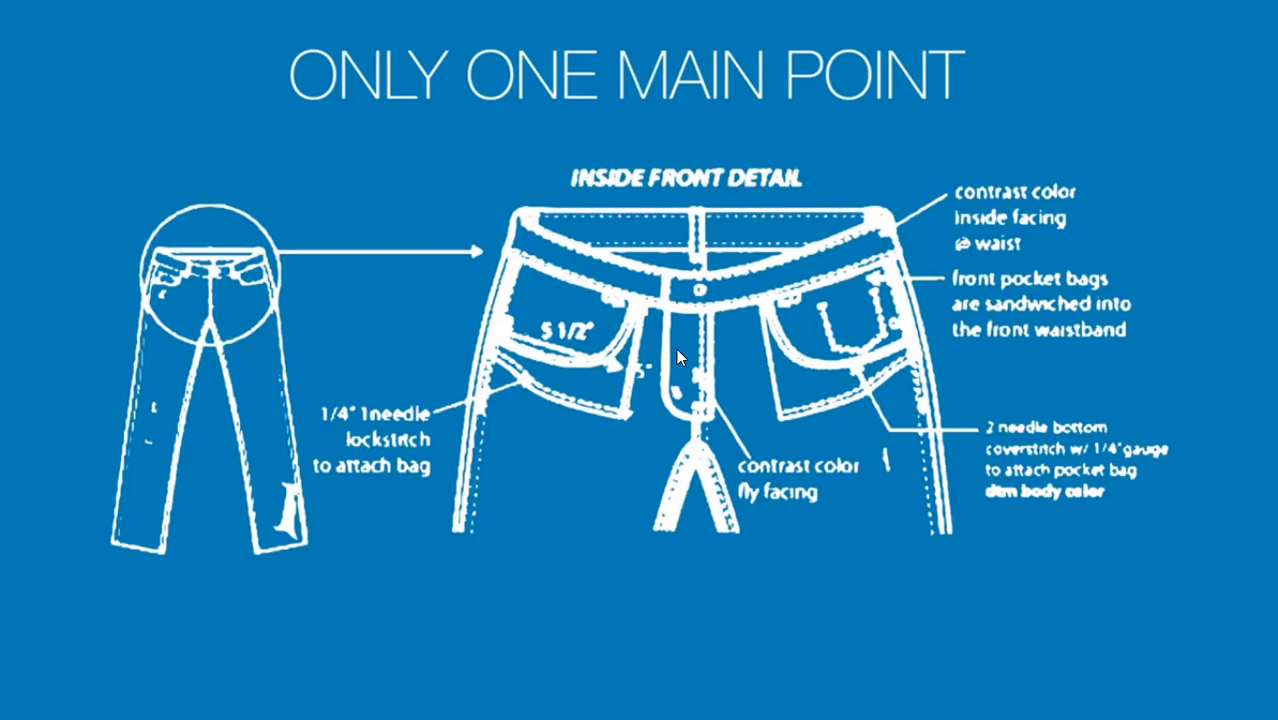 ONLY ONE MAIN POINT
INSIDE FRONT DETAIL
contrast color
inside facing
@ waist
front pocket bags
are sandwiched into
the front waistband
5 1/2"
1/4" 1needle
lockstitch
to attach bag
contrast color
fly facing
2 needle bottom
coverstitch w/ 1/4"gauge
to attach pocket bag
dtm body color